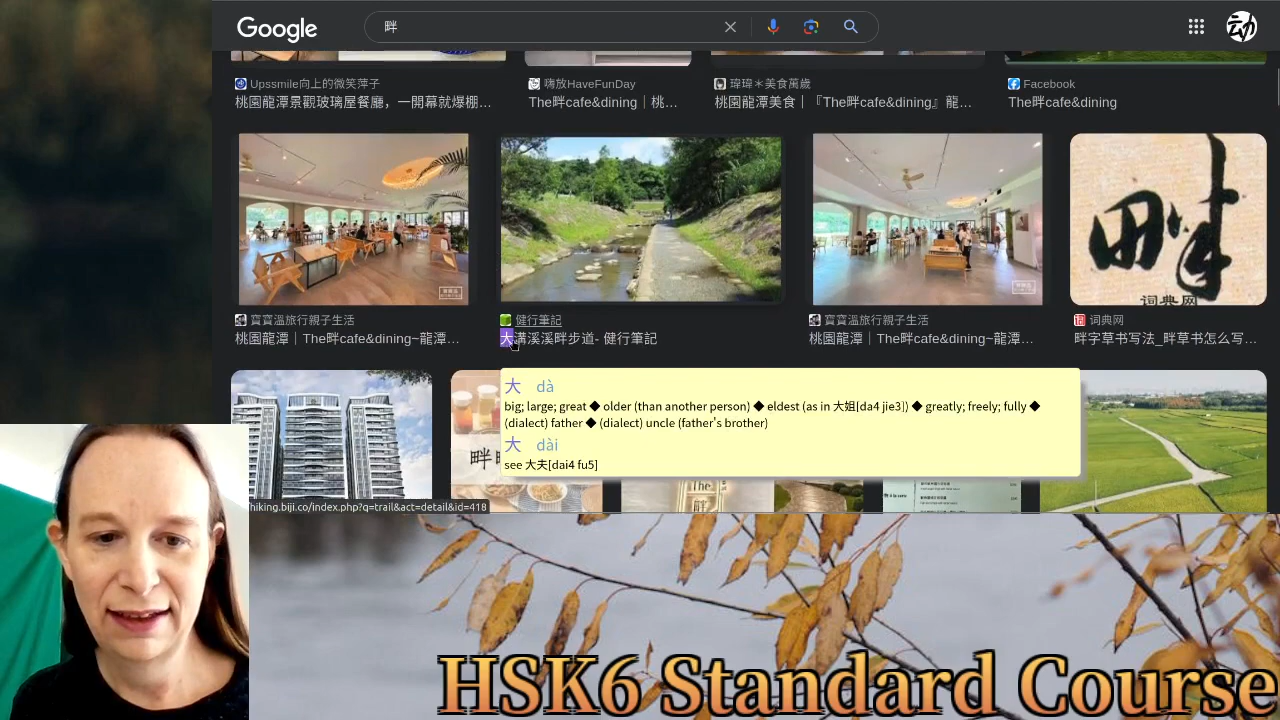 Google
畔
动
Upssmile向上的微笑萍子
桃園龍潭景觀玻璃屋餐廳，一開幕就爆棚...
嗨放HaveFunDay
The畔cafe&dining｜桃...
瑋瑋＊美食萬歲
桃園龍潭美食｜『The畔cafe&dining』龍...
Facebook
The畔cafe&dining
畔
词典网
寶寶溫旅行親子生活
桃園龍潭｜The畔cafe&dining~龍潭...
健行筆記
大溝溪溪畔步道- 健行筆記
寶寶溫旅行親子生活
桃園龍潭｜The畔cafe&dining~龍潭...
词典网
畔字草书写法_畔草书怎么写...
大 dà
big; large; great ◆ older (than another person) ◆ eldest (as in 大姐[da4 jie3]) ◆ greatly; freely; fully ◆
(dialect) father ◆ (dialect) uncle (father's brother)
大 dài
see 大夫[dai4 fu5]
畔
The
hiking.biji.co/index.php?q=trail&act=detail&id=418
HSK6 Standard Course